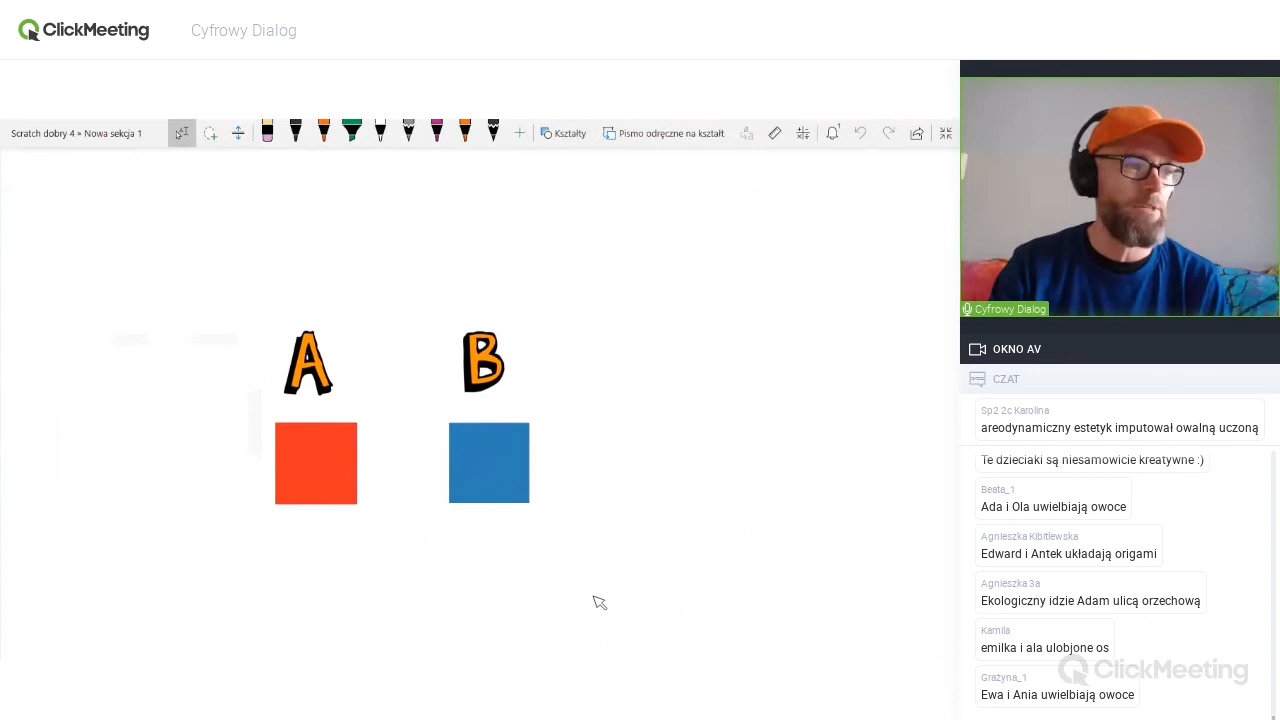 ClickMeeting
Cyfrowy Dialog
Scratch dobry 4 » Nowa sekcja 1
Kształty
Pismo odręczne na kształt
A
B
Cyfrowy Dialog
OKNO AV
CZAT
Sp2 2c Karolina
areodynamiczny estetyk imputował owalną uczoną
Te dzieciaki są niesamowicie kreatywne :)
Beata_1
Ada i Ola uwielbiają owoce
Agnieszka Kibitlewska
Edward i Antek układają origami
Agnieszka 3a
Ekologiczny idzie Adam ulicą orzechową
Kamila
emilka i ala ulobjone os
ClickMeeting
Grażyna_1
Ewa i Ania uwielbiają owoce